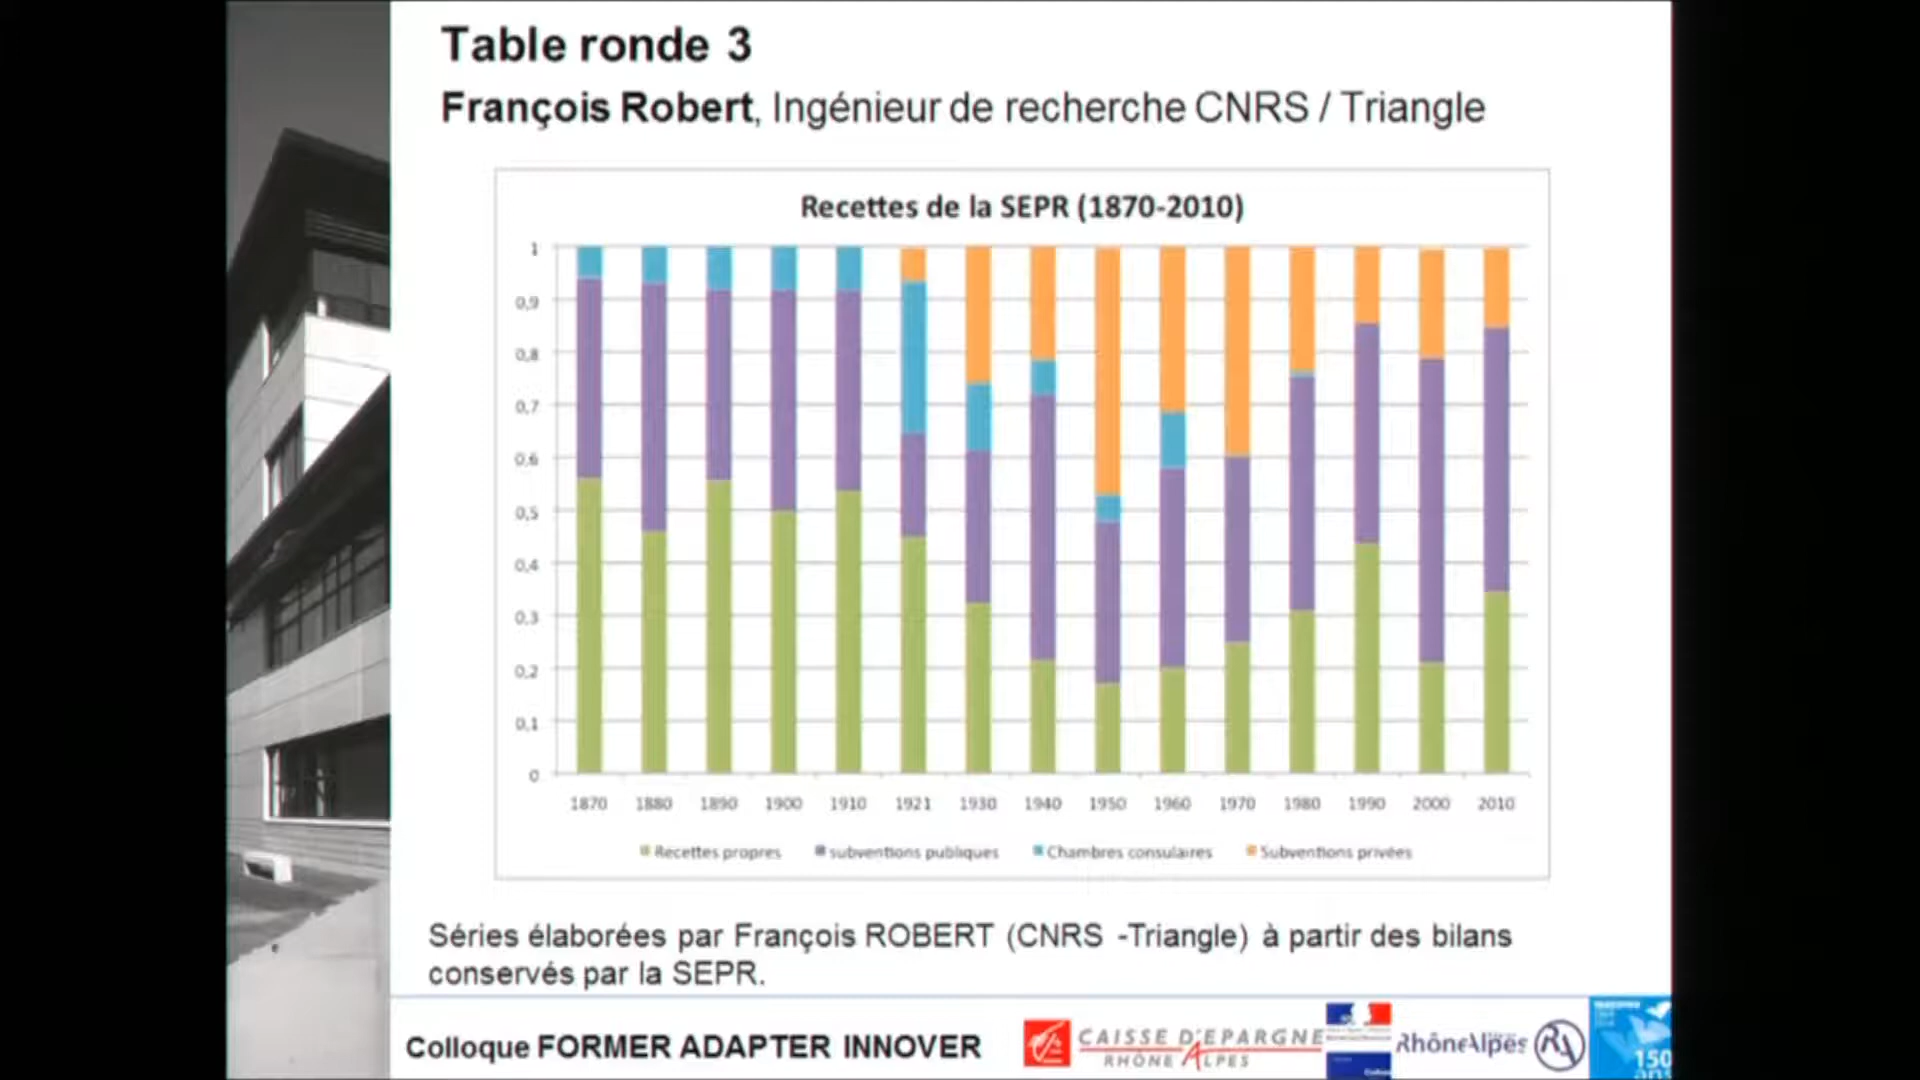 Table ronde 3
François Robert, Ingénieur de recherche CNRS / Triangle
Recettes de la SEPR (1870-2010)
1
0,9
0,8
0,7
0,6
0,5
0,4
0,3
0,2
0,1
0
1870 1880 1890 1900 1910 1921 1930 1940 1950 1960 1970 1980 1990 2000 2010
Recettes propres subventions publiques Chambres consulaires Subventions privées
Séries élaborées par François ROBERT (CNRS -Triangle) à partir des bilans
conservés par la SEPR.
Colloque FORMER ADAPTER INNOVER
CAISSE D'EPARGNE
RHÔNE ALPES
RhôneAlpes
RA
150
ans